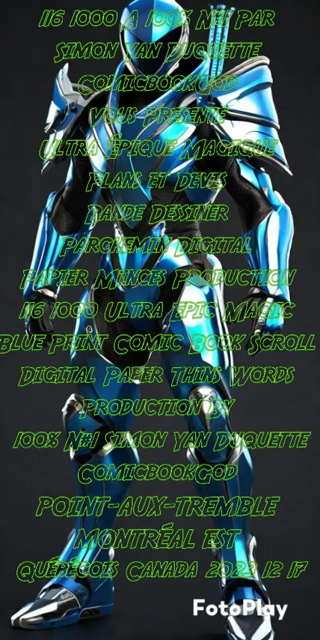 116 1000 A 100% N#1 PAR
SIMON YAN DUQUETTE
COMICBOOKGOD
VOUS PRÉSENTE
ULTRA ÉPIQUE MAGIQUE
PLANS ET DEVIS
BANDE DESSINER
PARCHEMIN DIGITAL
PAPIER MINCES PRODUCTION
116 1000 ULTRA EPIC MAGIC
BLUE PRINT COMIC BOOK SCROLL
DIGITAL PAPER THINS WORDS
PRODUCTION BY
100% N#1 SIMON YAN DUQUETTE
COMICBOOKGOD
POINT-AUX-TREMBLE
MONTRÉAL EST
QUÉBÉCOIS CANADA 2023 12 17
FotoPlay